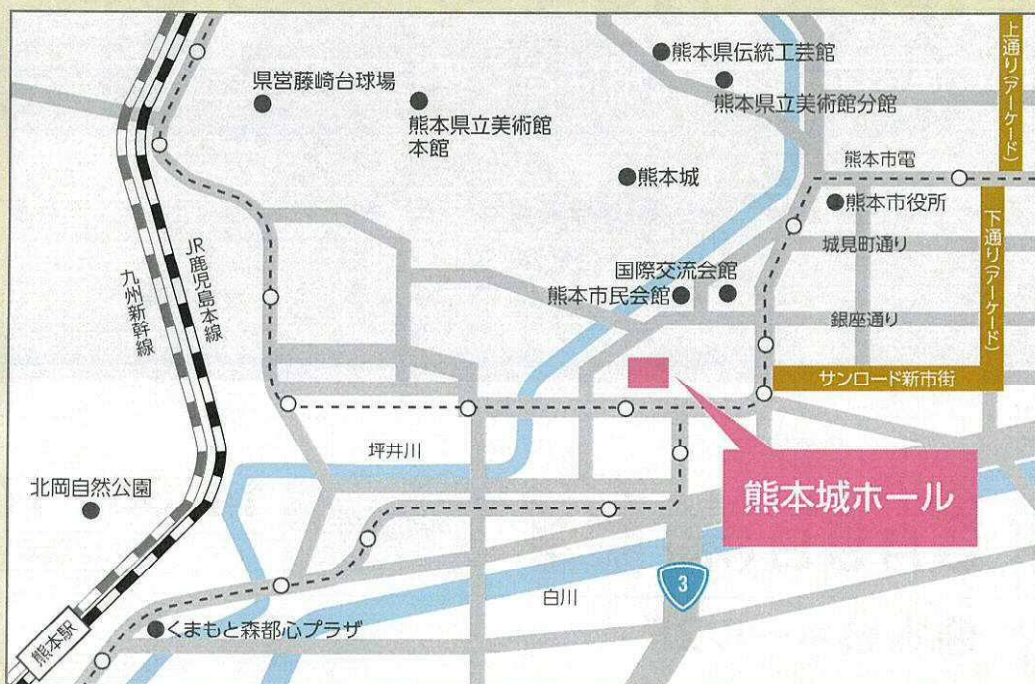 上通り(アーケード)
熊本県伝統工芸館
県営藤崎台球場
熊本県立美術館分館
熊本県立美術館
本館
熊本市電
熊本城
熊本市役所
下通り(アーケード)
城見町通り
JR鹿児島本線
九州新幹線
国際交流会館
熊本市民会館
銀座通り
サンロード新市街
坪井川
北岡自然公園
熊本城ホール
3
白川
くまもと森都心プラザ
熊本駅